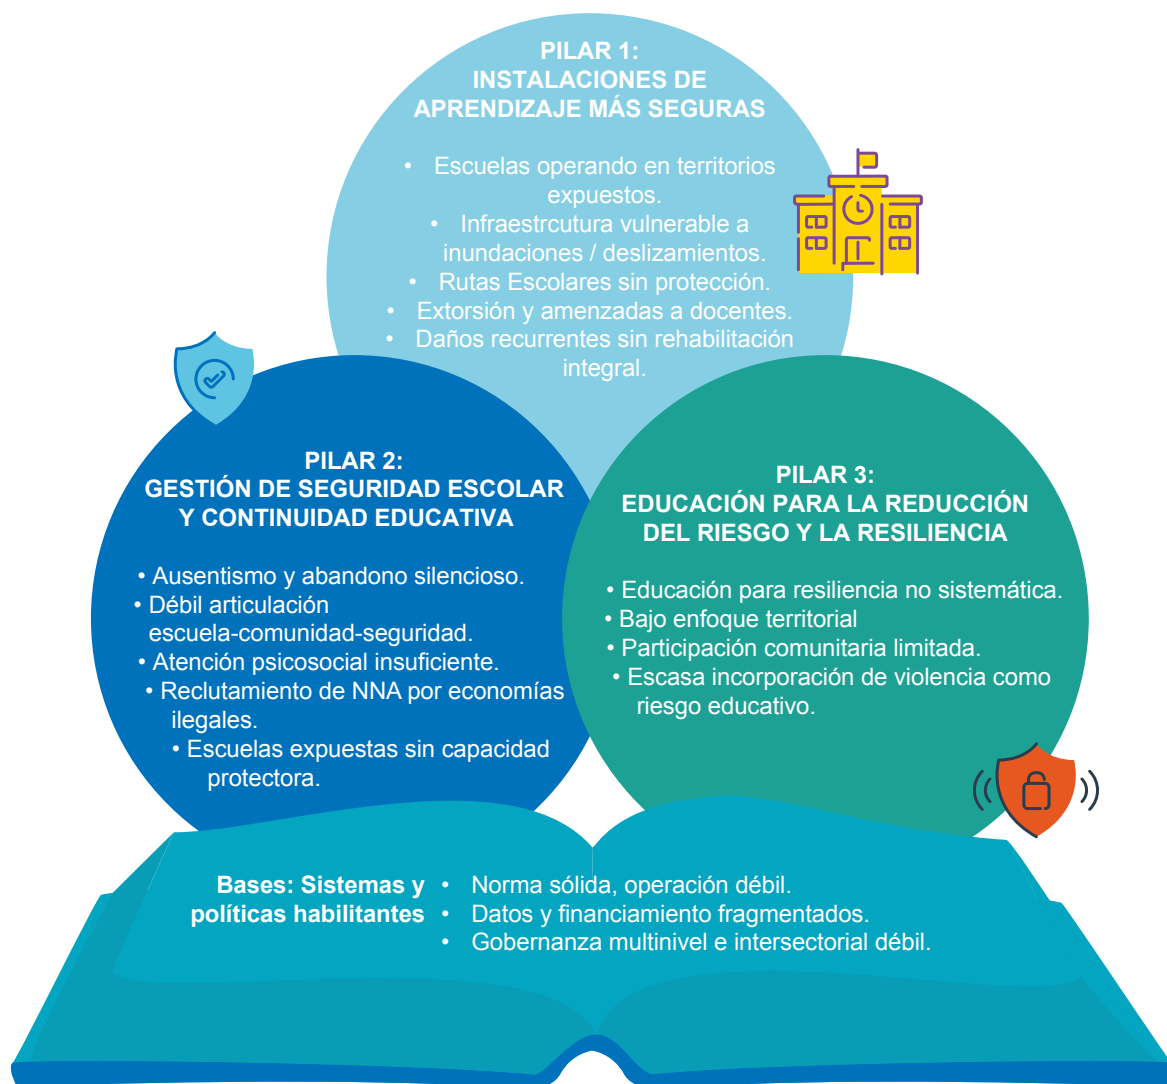 PILAR 1:
INSTALACIONES DE
APRENDIZAJE MÁS SEGURAS
• Escuelas operando en territorios
expuestos.
• Infraestrcutura vulnerable a
inundaciones / deslizamientos.
• Rutas Escolares sin protección.
• Extorsión y amenzadas a docentes.
• Daños recurrentes sin rehabilitación
integral.
PILAR 2:
GESTIÓN DE SEGURIDAD ESCOLAR
Y CONTINUIDAD EDUCATIVA
• Ausentismo y abandono silencioso.
• Débil articulación
escuela-comunidad-seguridad.
• Atención psicosocial insuficiente.
• Reclutamiento de NNA por economías
ilegales.
• Escuelas expuestas sin capacidad
protectora.
PILAR 3:
EDUCACIÓN PARA LA REDUCCIÓN
DEL RIESGO Y LA RESILIENCIA
• Educación para resiliencia no sistemática.
• Bajo enfoque territorial
• Participación comunitaria limitada.
• Escasa incorporación de violencia como
riesgo educativo.
Bases: Sistemas y
políticas habilitantes
• Norma sólida, operación débil.
• Datos y financiamiento fragmentados.
• Gobernanza multinivel e intersectorial débil.